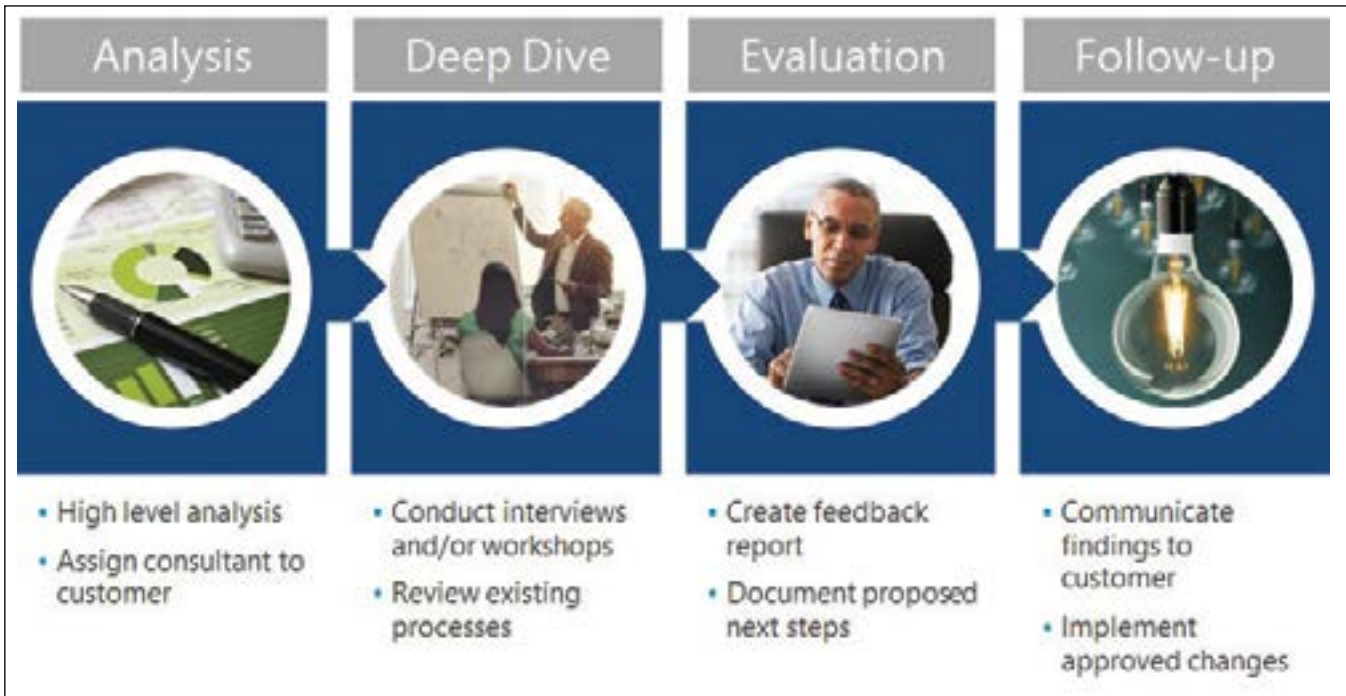 Analysis
Deep Dive
Evaluation
Follow-up
• High level analysis
• Assign consultant to
customer
• Conduct interviews
and/or workshops
• Review existing
processes
• Create feedback
report
• Document proposed
next steps
• Communicate
findings to
customer
• Implement
approved changes